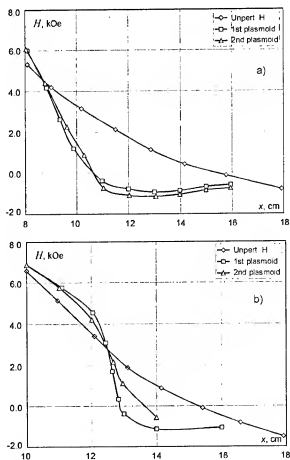 H, kOe
Unpert H
1st plasmoid
2nd plasmoid
8.0
6.0
4.0
2.0
0.0
-2.0
a)
x, cm
8 10 12 14 16 18
H, kOe
Unpert H
1st plasmoid
2nd plasmoid
8.0
6.0
4.0
2.0
0.0
-2.0
b)
x, cm
10 12 14 16 18